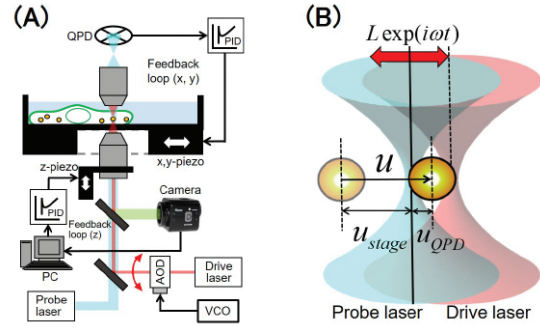 (A)
QPD
PID
Feedback
loop (x, y)
z-piezo
x,y-piezo
PID
Feedback
loop (z)
Camera
PC
AOD
Drive
laser
Probe
laser
VCO
(B)
L exp(iωt)
u
u_stage
u_QPD
Probe laser
Drive laser